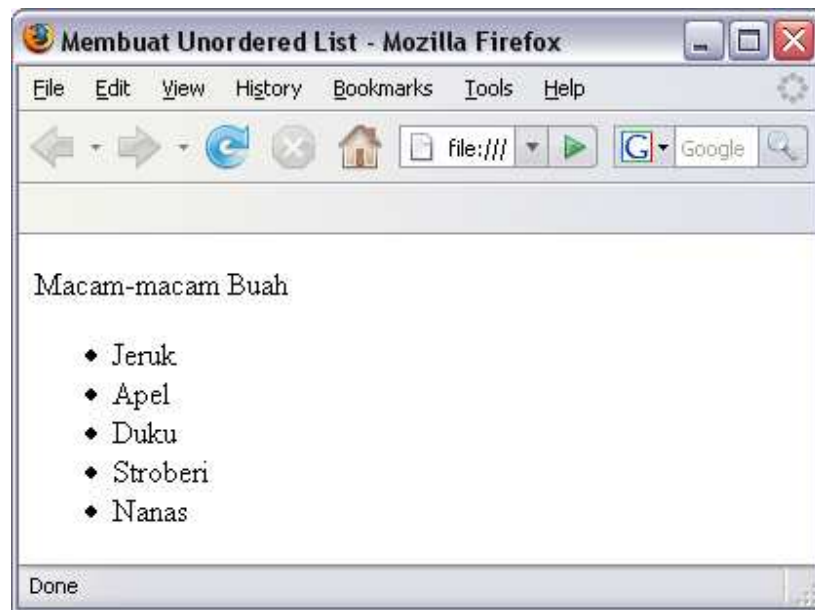 Membuat Unordered List - Mozilla Firefox
File Edit View History Bookmarks Tools Help
file:/// G Google
Macam-macam Buah
Jeruk
Apel
Duku
Stroberi
Nanas
Done